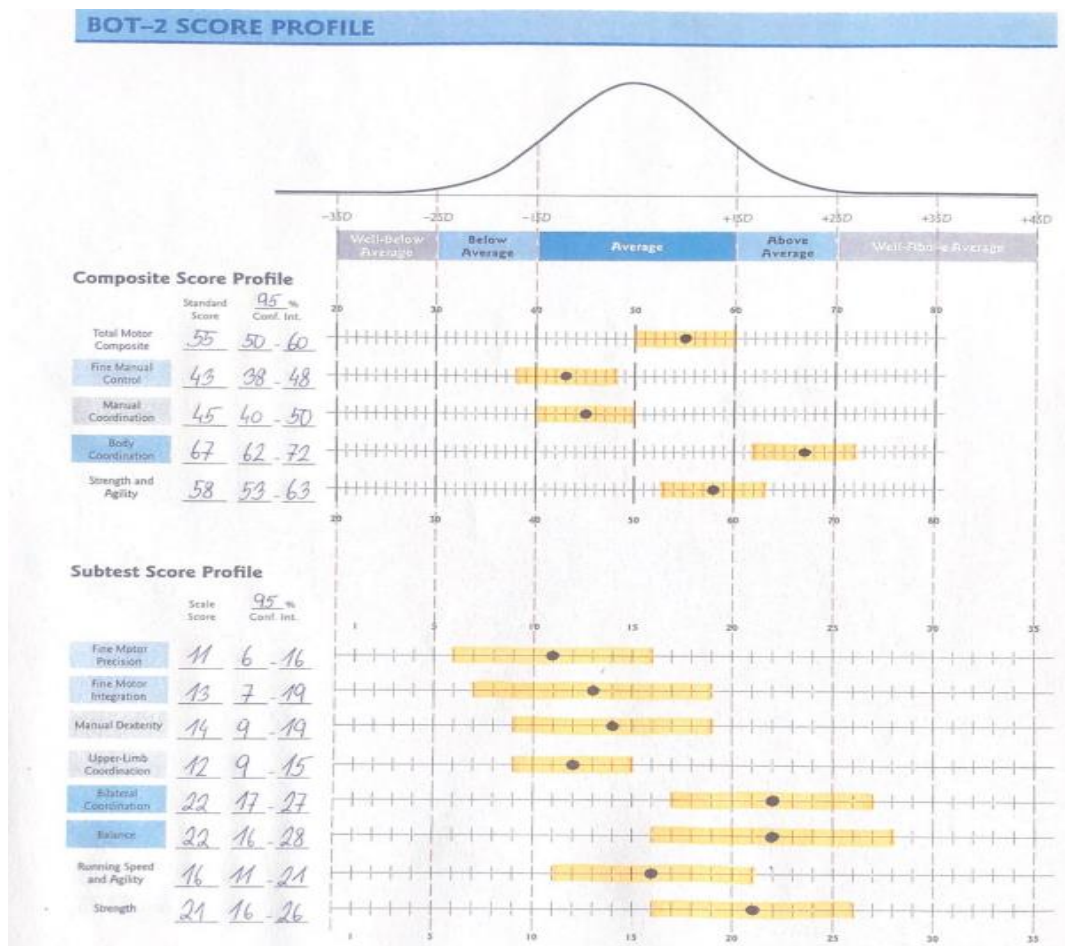 BOT–2 SCORE PROFILE
-3SD -2SD -1SD +1SD +2SD +3SD +4SD
Well-Below Average Below Average Average Above Average Well-Above Average
Composite Score Profile
Standard Score 95 % Conf. Int.
20 30 40 50 60 70 80
Total Motor Composite 55 50 - 60
Fine Manual Control 43 38 - 48
Manual Coordination 45 40 - 50
Body Coordination 67 62 - 72
Strength and Agility 58 53 - 63
20 30 40 50 60 70 80
Subtest Score Profile
Scale Score 95 % Conf. Int.
1 5 10 15 20 25 30 35
Fine Motor Precision 11 6 - 16
Fine Motor Integration 13 7 - 19
Manual Dexterity 14 9 - 19
Upper-Limb Coordination 12 9 - 15
Bilateral Coordination 22 17 - 27
Balance 22 16 - 28
Running Speed and Agility 16 11 - 21
Strength 21 16 - 26
1 5 10 15 20 25 30 35